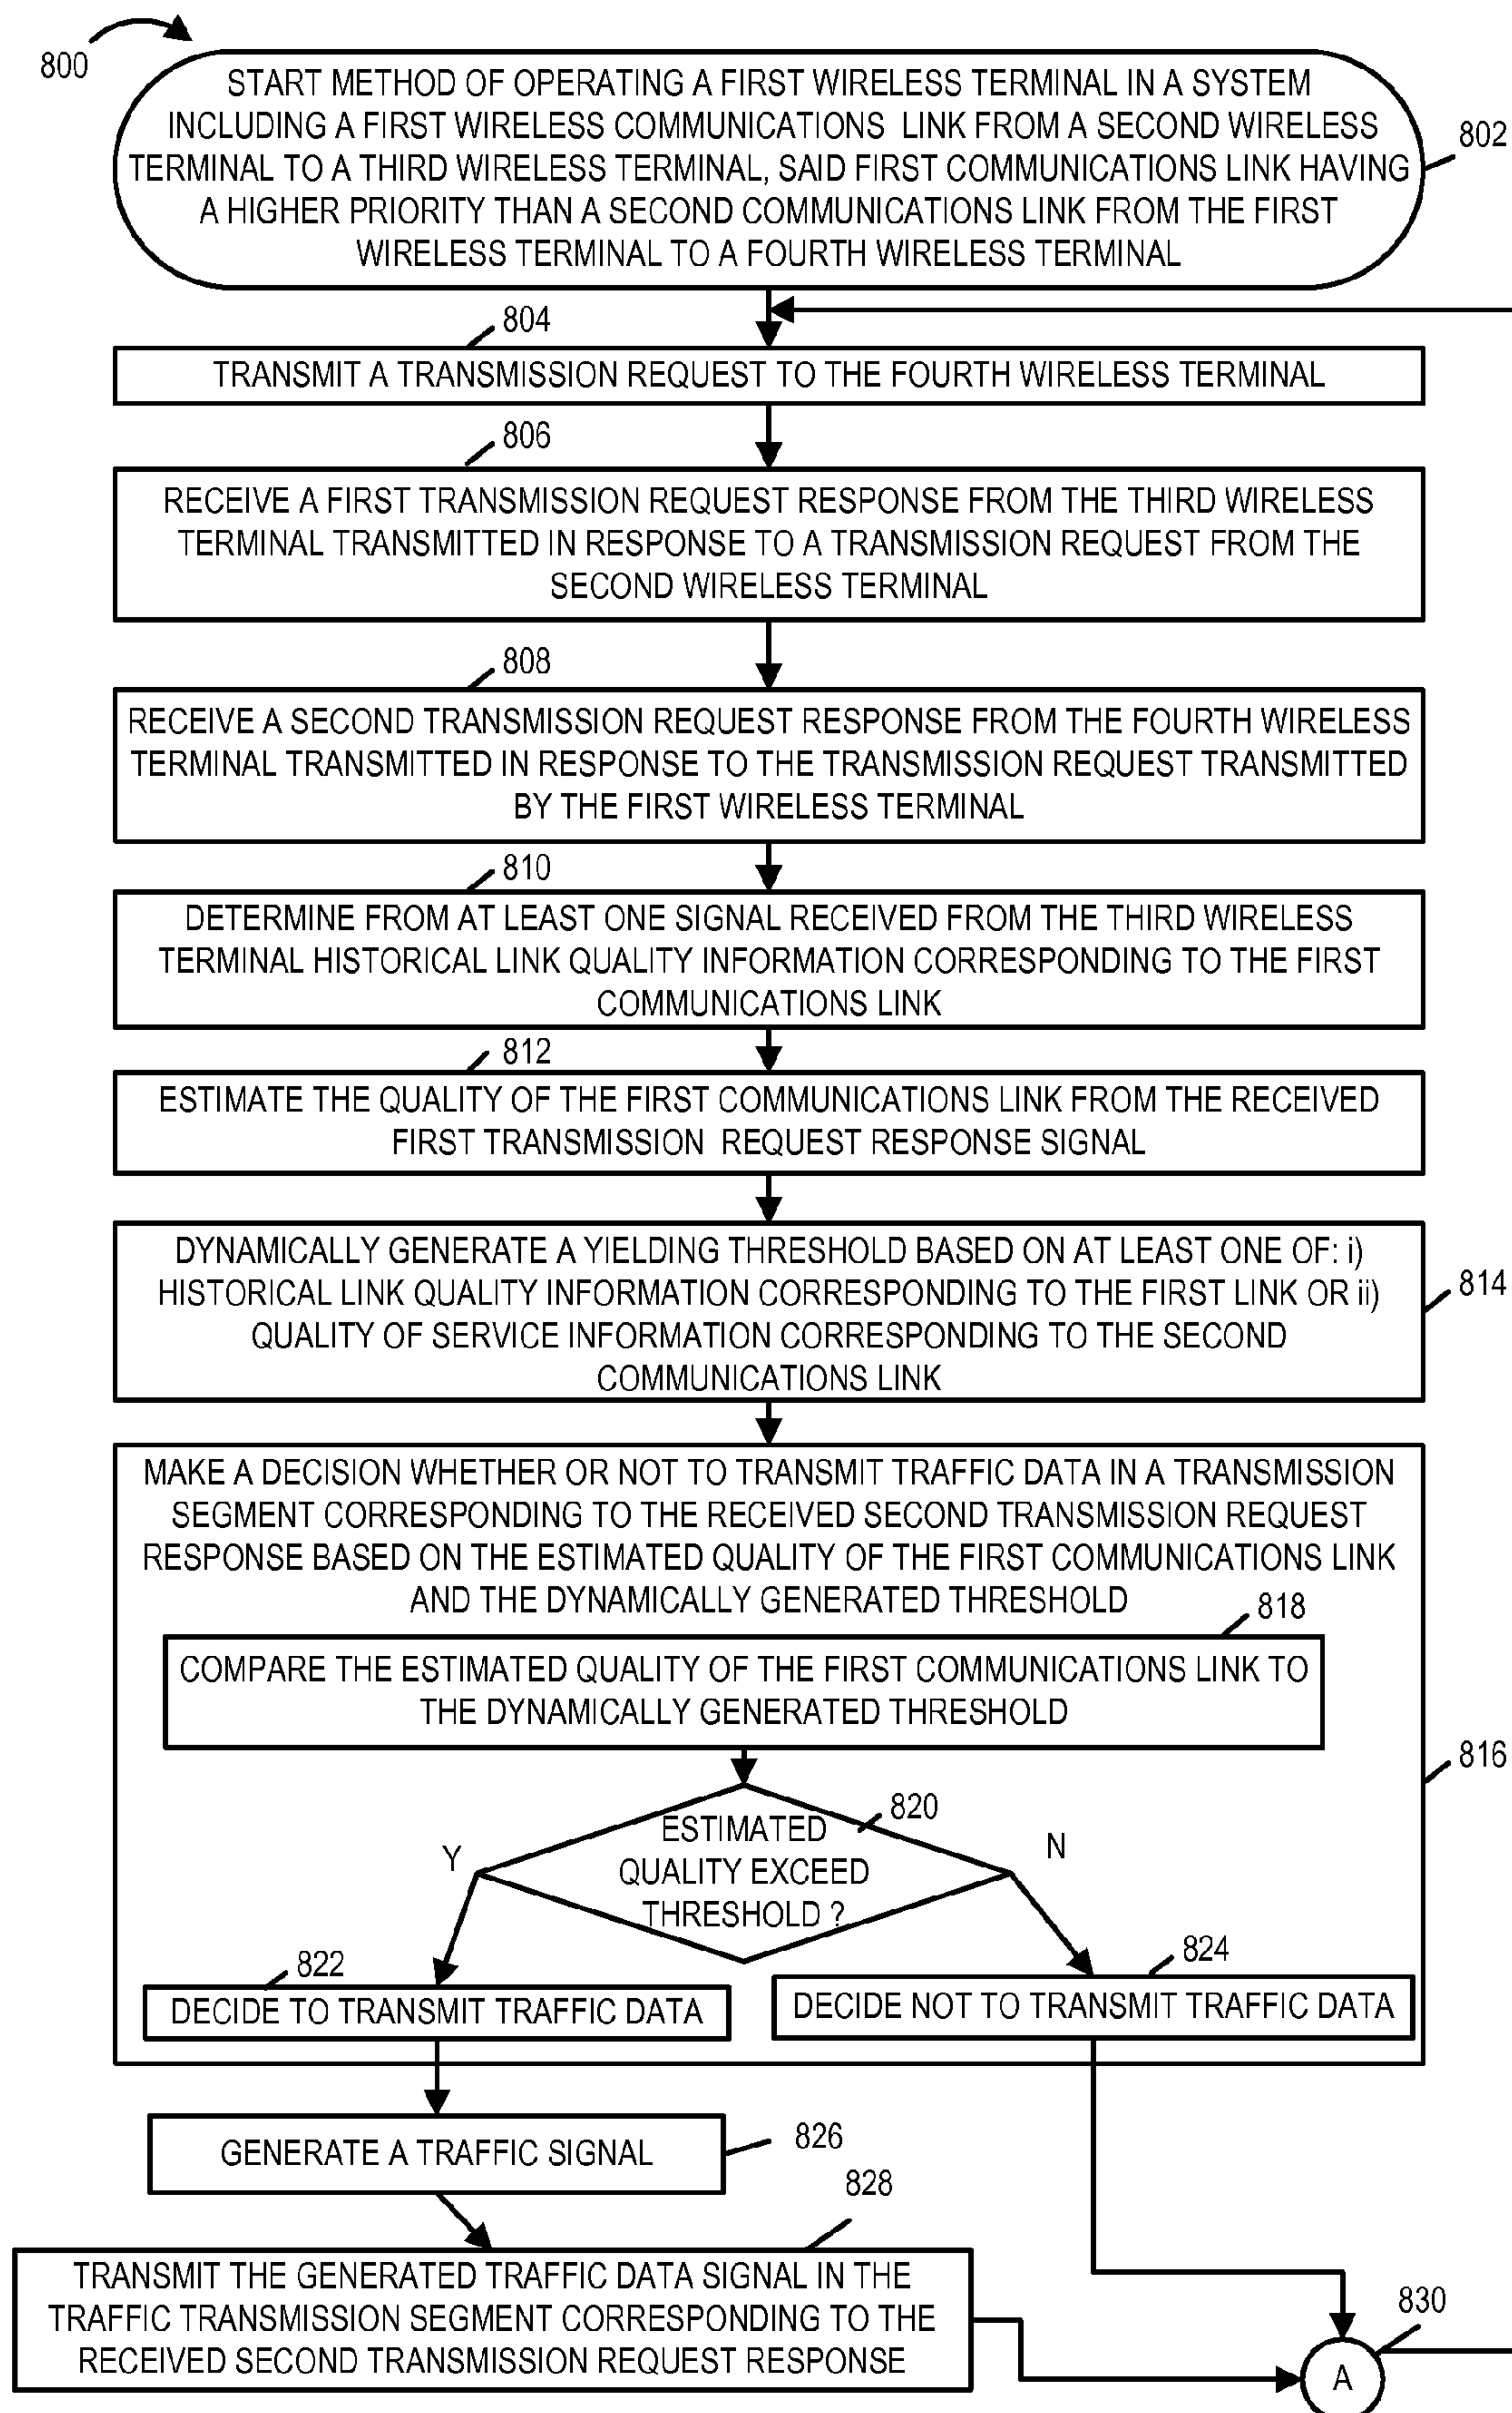 800
START METHOD OF OPERATING A FIRST WIRELESS TERMINAL IN A SYSTEM
INCLUDING A FIRST WIRELESS COMMUNICATIONS LINK FROM A SECOND WIRELESS
TERMINAL TO A THIRD WIRELESS TERMINAL, SAID FIRST COMMUNICATIONS LINK HAVING
A HIGHER PRIORITY THAN A SECOND COMMUNICATIONS LINK FROM THE FIRST
WIRELESS TERMINAL TO A FOURTH WIRELESS TERMINAL
802
804
TRANSMIT A TRANSMISSION REQUEST TO THE FOURTH WIRELESS TERMINAL
806
RECEIVE A FIRST TRANSMISSION REQUEST RESPONSE FROM THE THIRD WIRELESS
TERMINAL TRANSMITTED IN RESPONSE TO A TRANSMISSION REQUEST FROM THE
SECOND WIRELESS TERMINAL
808
RECEIVE A SECOND TRANSMISSION REQUEST RESPONSE FROM THE FOURTH WIRELESS
TERMINAL TRANSMITTED IN RESPONSE TO THE TRANSMISSION REQUEST TRANSMITTED
BY THE FIRST WIRELESS TERMINAL
810
DETERMINE FROM AT LEAST ONE SIGNAL RECEIVED FROM THE THIRD WIRELESS
TERMINAL HISTORICAL LINK QUALITY INFORMATION CORRESPONDING TO THE FIRST
COMMUNICATIONS LINK
812
ESTIMATE THE QUALITY OF THE FIRST COMMUNICATIONS LINK FROM THE RECEIVED
FIRST TRANSMISSION REQUEST RESPONSE SIGNAL
DYNAMICALLY GENERATE A YIELDING THRESHOLD BASED ON AT LEAST ONE OF: i)
HISTORICAL LINK QUALITY INFORMATION CORRESPONDING TO THE FIRST LINK OR ii)
QUALITY OF SERVICE INFORMATION CORRESPONDING TO THE SECOND
COMMUNICATIONS LINK
814
MAKE A DECISION WHETHER OR NOT TO TRANSMIT TRAFFIC DATA IN A TRANSMISSION
SEGMENT CORRESPONDING TO THE RECEIVED SECOND TRANSMISSION REQUEST
RESPONSE BASED ON THE ESTIMATED QUALITY OF THE FIRST COMMUNICATIONS LINK
AND THE DYNAMICALLY GENERATED THRESHOLD
818
COMPARE THE ESTIMATED QUALITY OF THE FIRST COMMUNICATIONS LINK TO
THE DYNAMICALLY GENERATED THRESHOLD
816
820
ESTIMATED
QUALITY EXCEED
THRESHOLD ?
Y
N
822
DECIDE TO TRANSMIT TRAFFIC DATA
824
DECIDE NOT TO TRANSMIT TRAFFIC DATA
GENERATE A TRAFFIC SIGNAL
826
828
TRANSMIT THE GENERATED TRAFFIC DATA SIGNAL IN THE
TRAFFIC TRANSMISSION SEGMENT CORRESPONDING TO THE
RECEIVED SECOND TRANSMISSION REQUEST RESPONSE
830
A